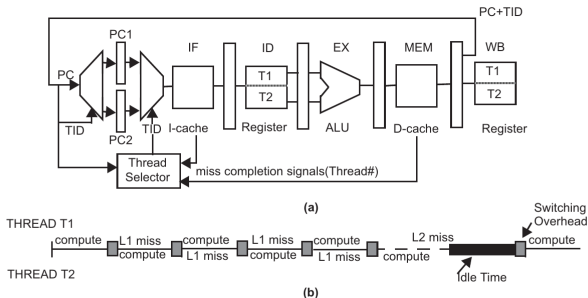 PC+TID
PC1
IF
ID
EX
MEM
WB
PC
T1
T2
T1
T2
TID
PC2
TID
I-cache
Register
ALU
D-cache
Register
Thread
Selector
miss completion signals(Thread#)
(a)
Switching
Overhead
THREAD T1
compute
L1 miss
compute
L1 miss
compute
L2 miss
compute
compute
L1 miss
compute
L1 miss
compute
THREAD T2
Idle Time
(b)